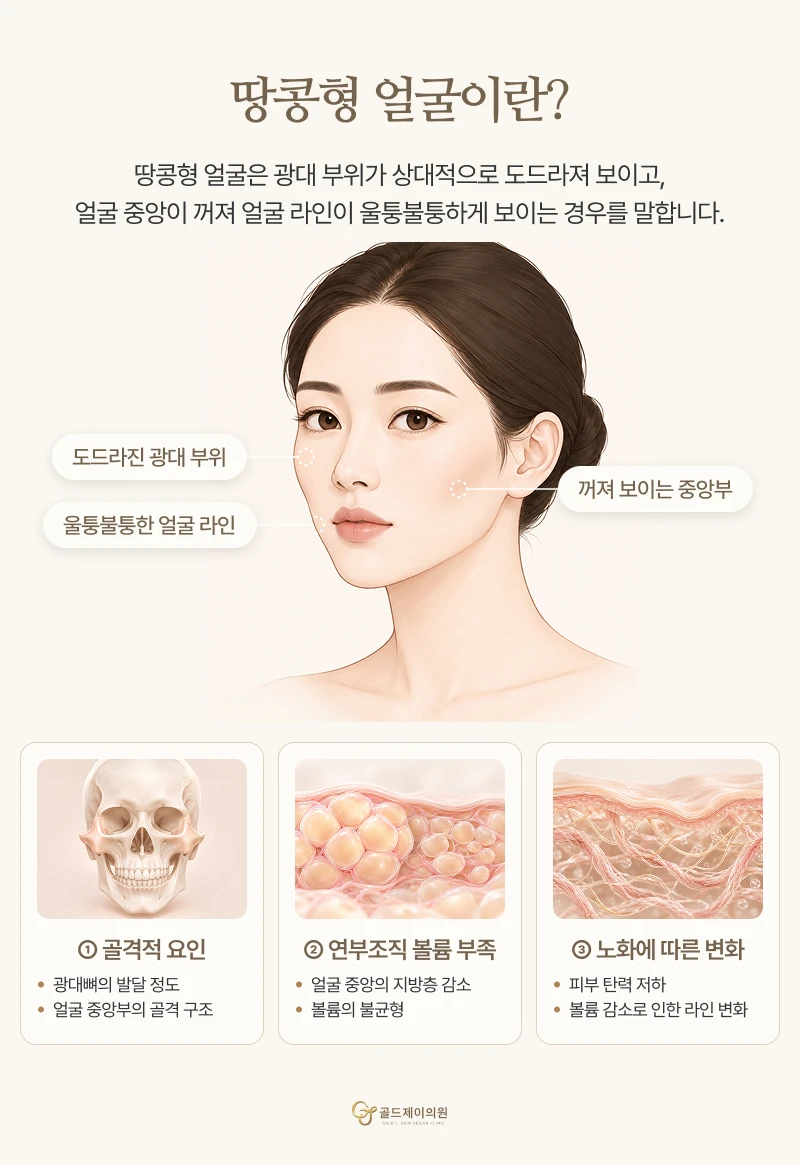 땅콩형 얼굴이란?
땅콩형 얼굴은 광대 부위가 상대적으로 도드라져 보이고,
얼굴 중앙이 꺼져 얼굴 라인이 울퉁불퉁하게 보이는 경우를 말합니다.
도드라진 광대 부위
꺼져 보이는 중앙부
울퉁불퉁한 얼굴 라인
① 골격적 요인
• 광대뼈의 발달 정도
• 얼굴 중앙부의 골격 구조
② 연부조직 볼륨 부족
• 얼굴 중앙의 지방층 감소
• 볼륨의 불균형
③ 노화에 따른 변화
• 피부 탄력 저하
• 볼륨 감소로 인한 라인 변화
골드제이의원
GOLD J SKIN DESIGN CLINIC